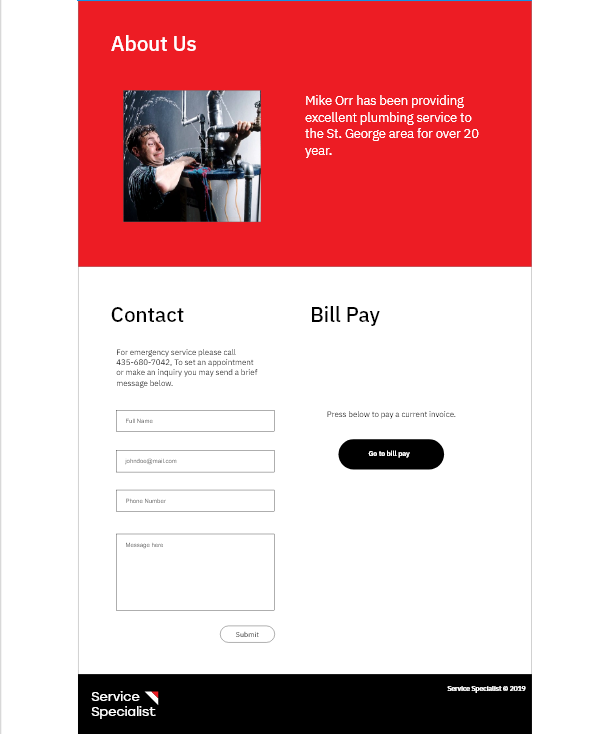 About Us
Mike Orr has been providing
excellent plumbing service to
the St. George area for over 20
year.
Contact
For emergency service please call
435-680-7042, To set an appointment
or make an inquiry you may send a brief
message below.
Full Name
johndoe@mail.com
Phone Number
Message here
Submit
Bill Pay
Press below to pay a current invoice.
Go to bill pay
Service
Specialist
Service Specialist © 2019